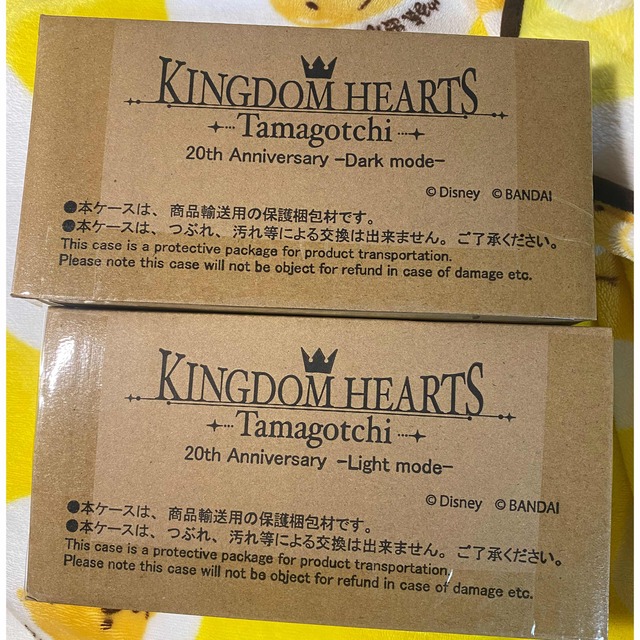 KINGDOM HEARTS
Tamagotchi
20th Anniversary -Dark mode-
© Disney © BANDAI
●本ケースは、商品輸送用の保護梱包材です。
●本ケースは、つぶれ、汚れ等による交換は出来ません。ご了承ください。
This case is a protective package for product transportation.
Please note this case will not be object for refund in case of damage etc.
KINGDOM HEARTS
Tamagotchi
20th Anniversary -Light mode-
© Disney © BANDAI
●本ケースは、商品輸送用の保護梱包材です。
●本ケースは、つぶれ、汚れ等による交換は出来ません。ご了承ください。
This case is a protective package for product transportation.
Please note this case will not be object for refund in case of damage etc.